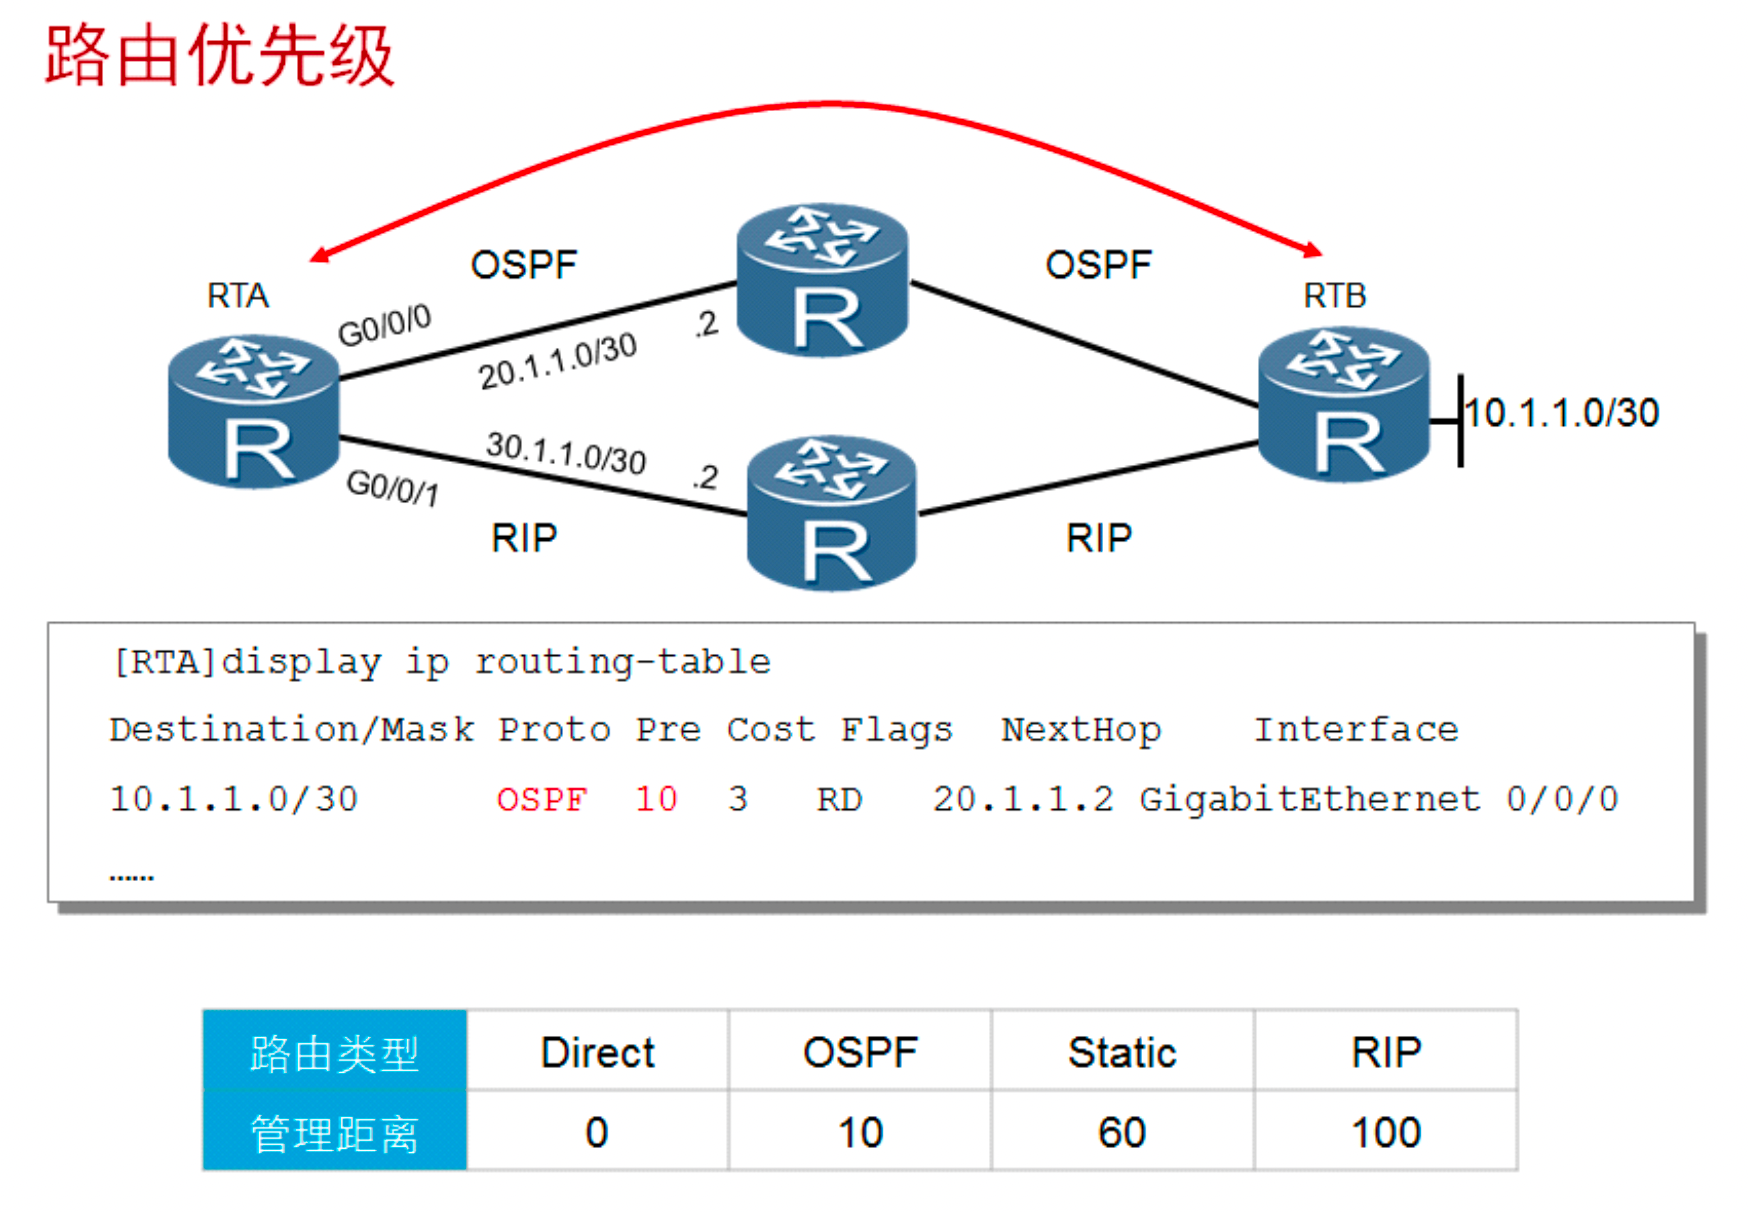 路由优先级
OSPF
OSPF
RTA
RTB
G0/0/0
.2
20.1.1.0/30
R
R
R
10.1.1.0/30
30.1.1.0/30
.2
G0/0/1
RIP
R
RIP
[RTA]display ip routing-table
Destination/Mask Proto Pre Cost Flags NextHop Interface
10.1.1.0/30 OSPF 10 3 RD 20.1.1.2 GigabitEthernet 0/0/0
......
路由类型 Direct OSPF Static RIP
管理距离 0 10 60 100